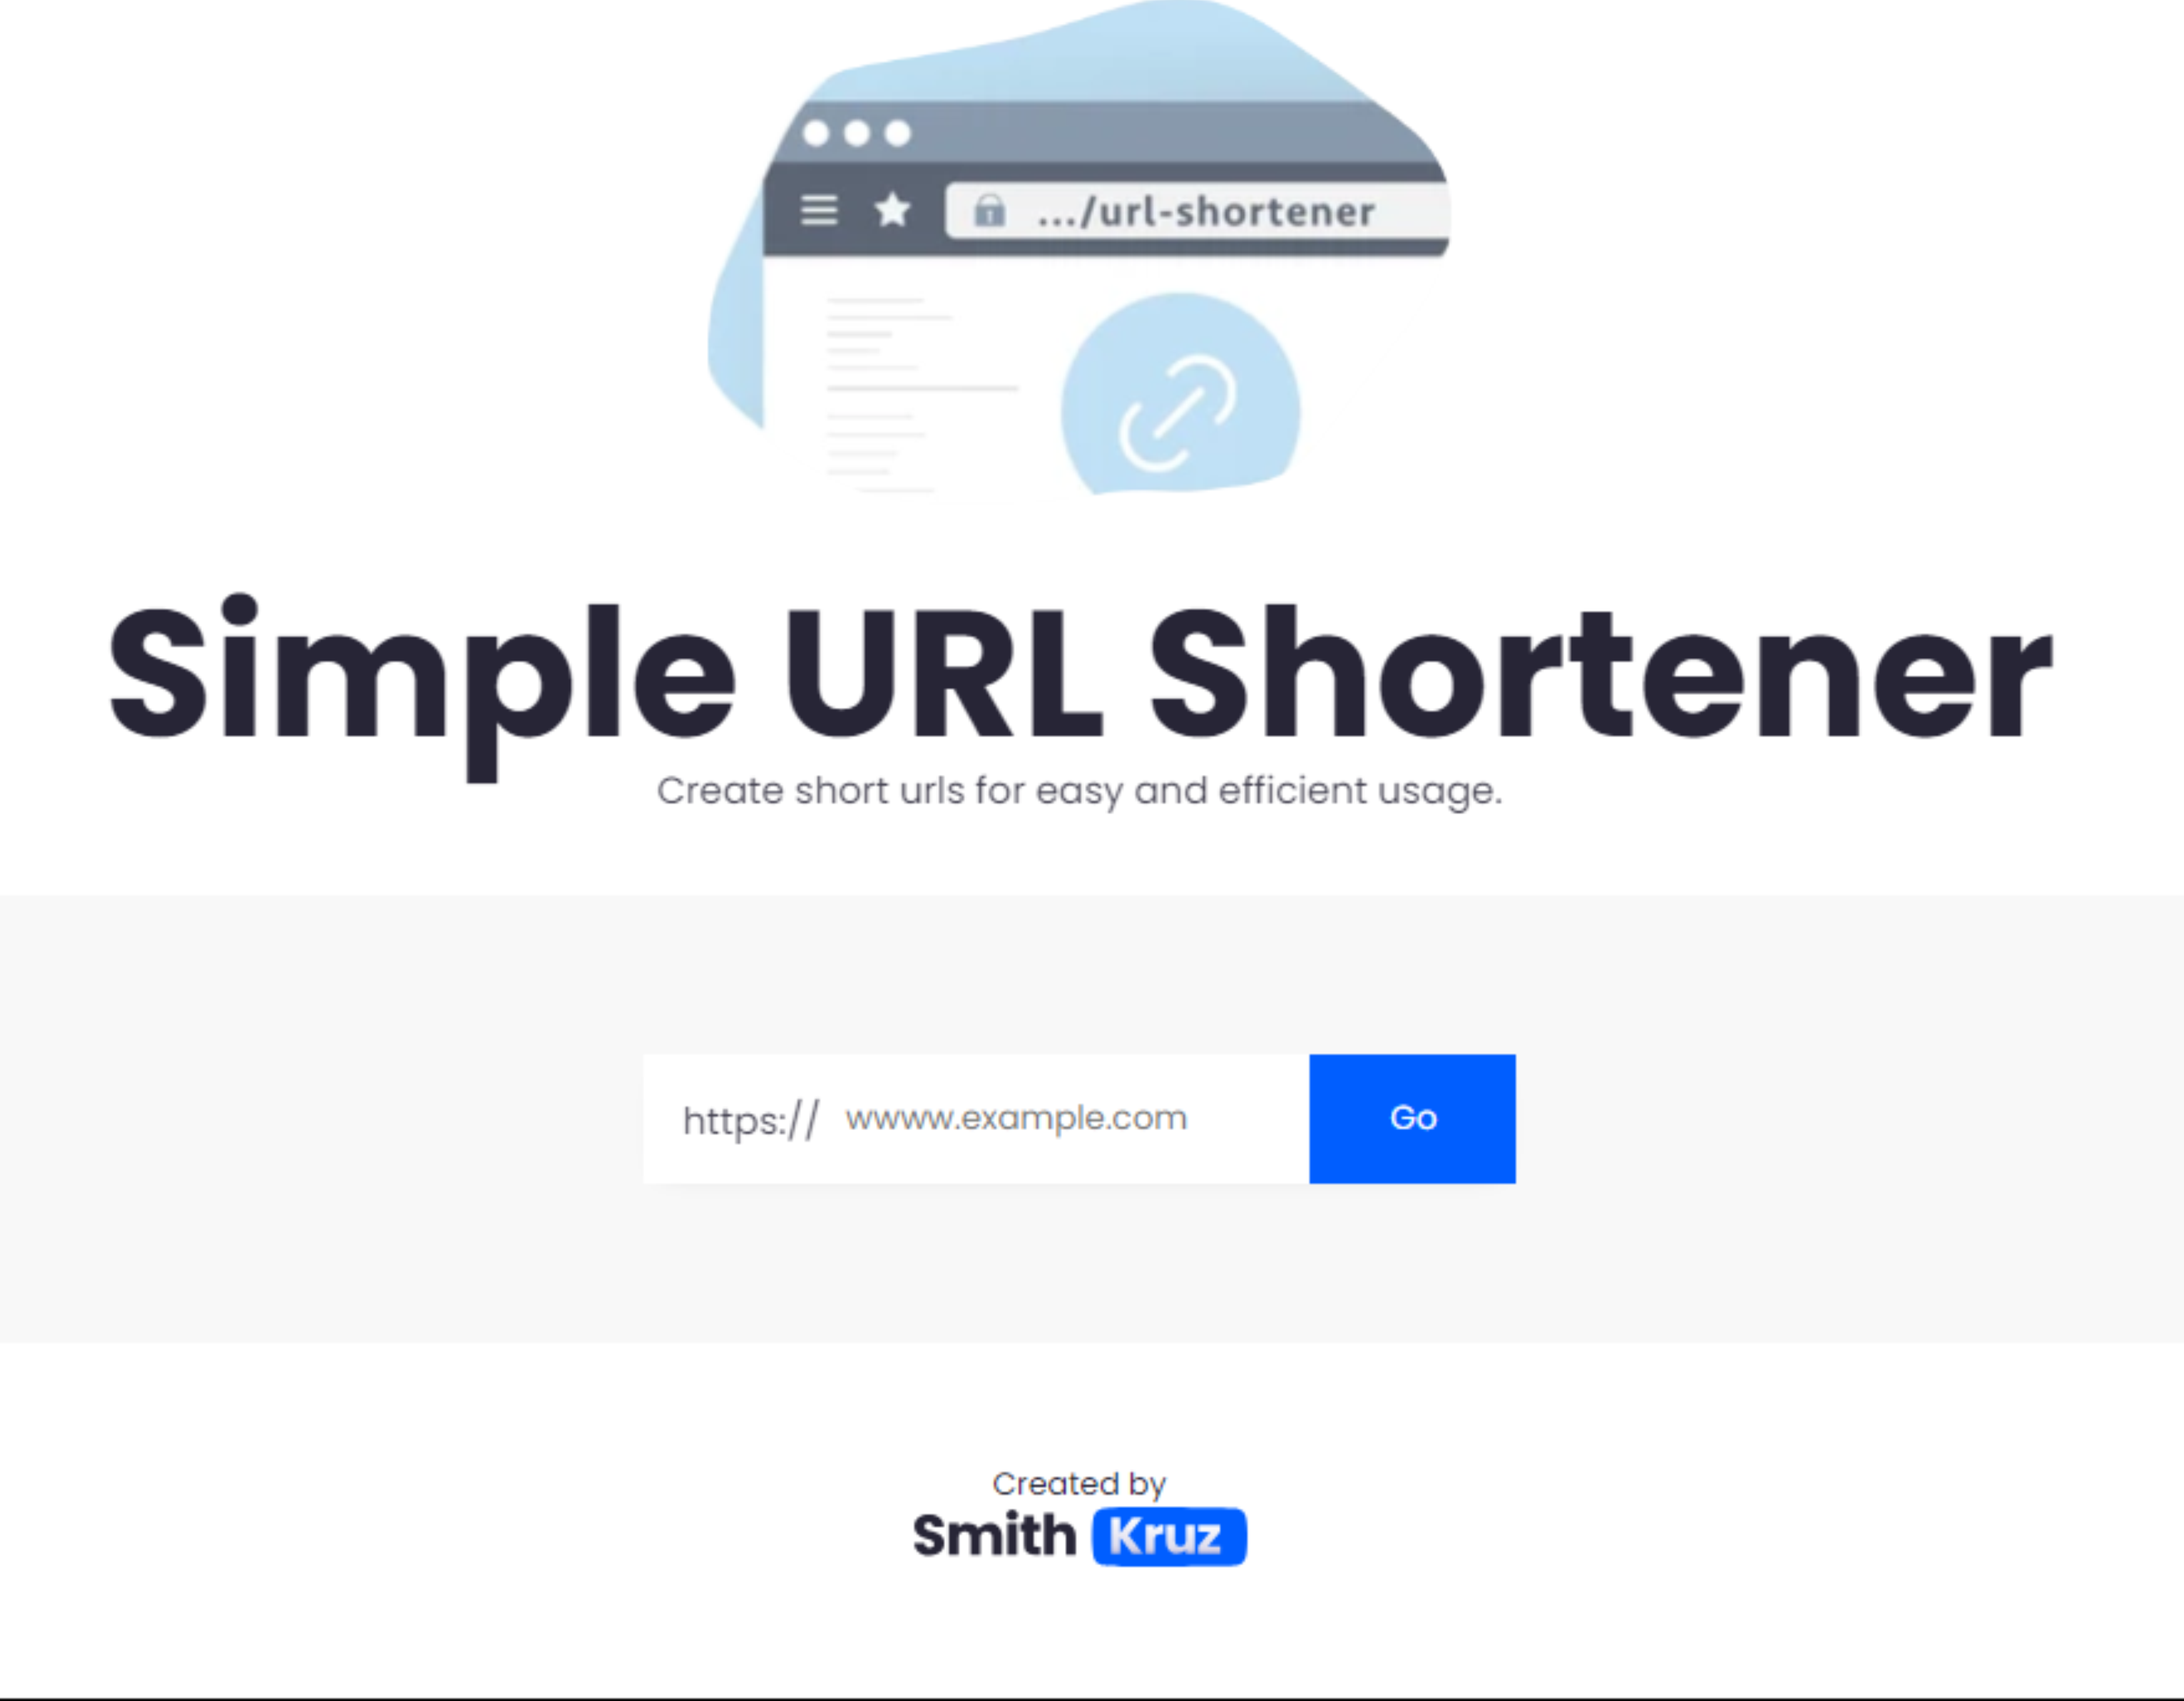 .../url-shortener
Simple URL Shortener
Create short urls for easy and efficient usage.
https:// wwww.example.com Go
Created by
Smith Kruz